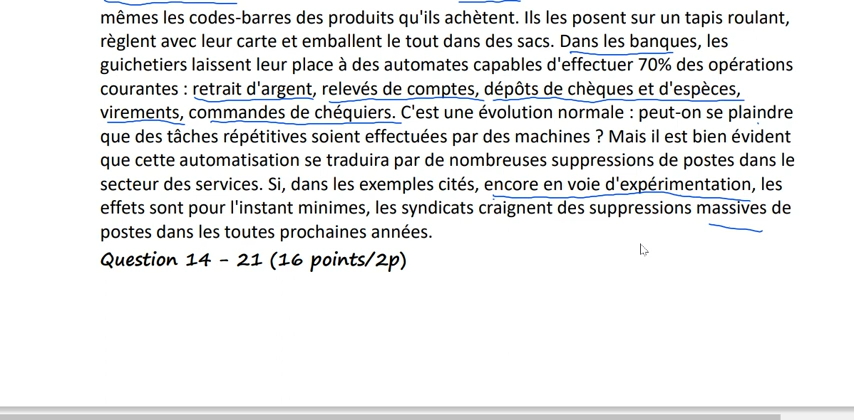 mêmes les codes-barres des produits qu'ils achètent. Ils les posent sur un tapis roulant,
règlent avec leur carte et emballent le tout dans des sacs. Dans les banques, les
guichetiers laissent leur place à des automates capables d'effectuer 70% des opérations
courantes : retrait d'argent, relevés de comptes, dépôts de chèques et d'espèces,
virements, commandes de chéquiers. C'est une évolution normale : peut-on se plaindre
que des tâches répétitives soient effectuées par des machines ? Mais il est bien évident
que cette automatisation se traduira par de nombreuses suppressions de postes dans le
secteur des services. Si, dans les exemples cités, encore en voie d'expérimentation, les
effets sont pour l'instant minimes, les syndicats craignent des suppressions massives de
postes dans les toutes prochaines années.
Question 14 - 21 (16 points/2p)